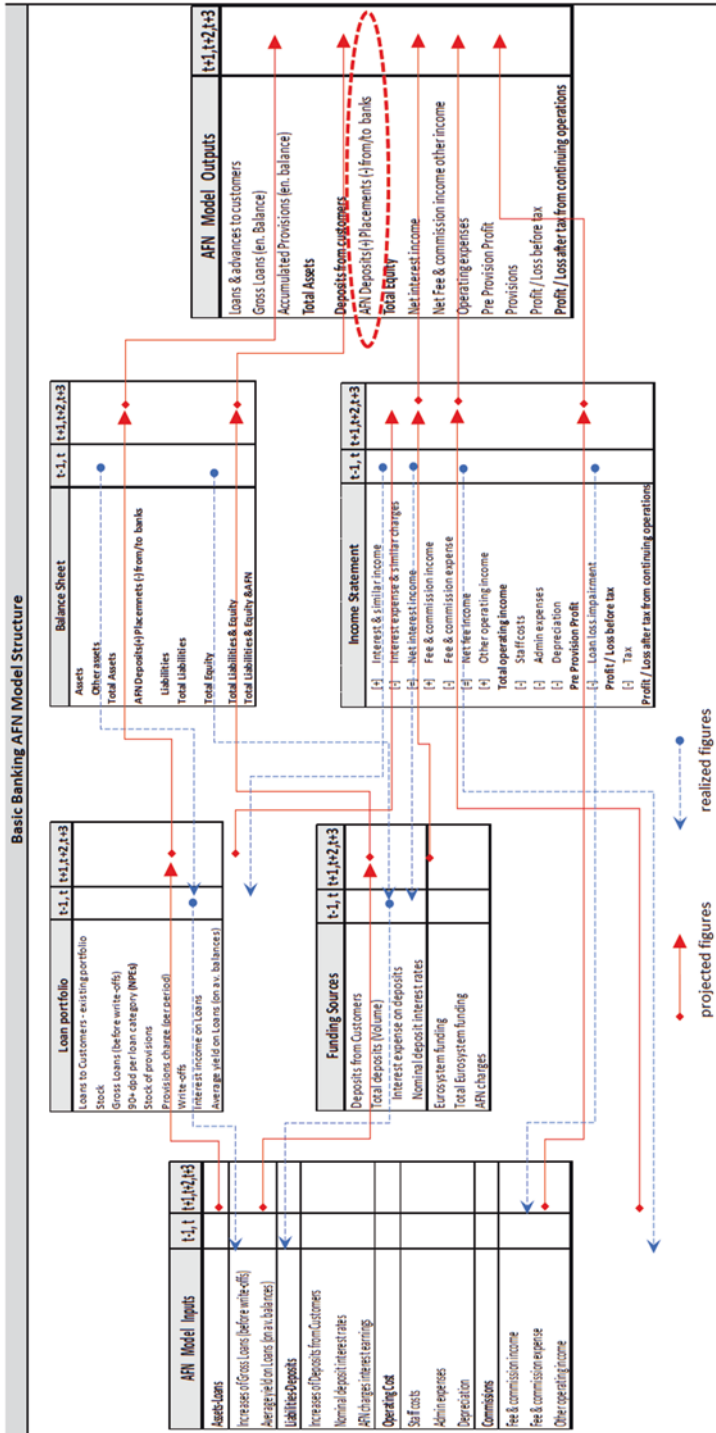 Basic Banking AFN Model Structure
AFN Model Inputs t-1, t t+1,t+2,t+3
Assets-Loans
Increases of Gross Loans (before write-offs)
Average yield on Loans (on av. balances)
Liabilities-Deposits
Increases of Deposits from Customers
Nominal deposit interest rates
AFN charges interest earnings
Operating Cost
Staff costs
Admin expenses
Depreciation
Commissions
Fee & commission income
Fee & commission expense
Other operating income
Loan portfolio t-1, t t+1,t+2,t+3
Loans to Customers - existing portfolio
Stock
Gross Loans (before write-offs)
90+ dpd per loan category (NPEs)
Stock of provisions
Provisions charge (per period)
Write-offs
Interest income on Loans
Average yield on Loans (on av. balances)
Funding Sources t-1, t t+1,t+2,t+3
Deposits from Customers
Total deposits (Volume)
Interest expense on deposits
Nominal deposit interest rates
Eurosystem funding
Total Eurosystem funding
AFN charges
Balance Sheet t-1, t t+1,t+2,t+3
Assets
Other assets
Total Assets
AFN Deposits(+)Placemnets (-) from/to banks
Liabilities
Total Liabilities
Total Equity
Total Liabilities & Equity
Total Liabilities & Equity & AFN
Income Statement t-1, t t+1,t+2,t+3
[+] Interest & similar income
[-] Interest expense & similar charges
[=] Net interest income
[+] Fee & commission income
[-] Fee & commission expense
[=] Net fee income
[+] Other operating income
Total operating income
[-] Staff costs
[-] Admin expenses
[-] Depreciation
Pre Provision Profit
[-] Loan loss impairment
Profit / Loss before tax
[-] Tax
Profit / Loss after tax from continuing operations
AFN Model Outputs t+1,t+2,t+3
Loans & advances to customers
Gross Loans (en. Balance)
Accumulated Provisions (en. balance)
Total Assets
Deposits from customers
AFN Deposits(+) Placements (-) from/to banks
Total Equity
Net interest income
Net Fee & commission income other income
Operating expenses
Pre Provision Profit
Provisions
Profit / Loss before tax
Profit / Loss after tax from continuing operations
projected figures
realized figures